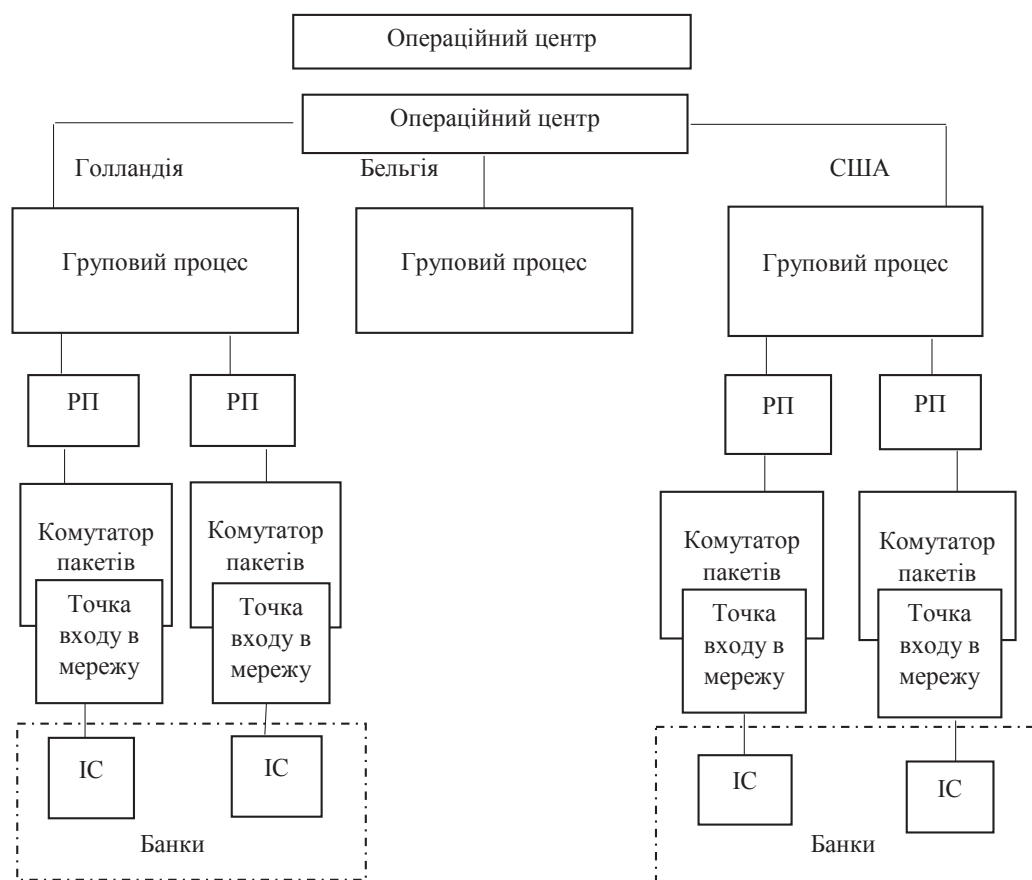 Операційний центр
Операційний центр
Голландія
Бельгія
США
Груповий процес
Груповий процес
Груповий процес
РП
РП
РП
РП
Комутатор
пакетів
Комутатор
пакетів
Комутатор
пакетів
Комутатор
пакетів
Точка
входу в
мережу
Точка
входу в
мережу
Точка
входу в
мережу
Точка
входу в
мережу
ІС
ІС
ІС
ІС
Банки
Банки